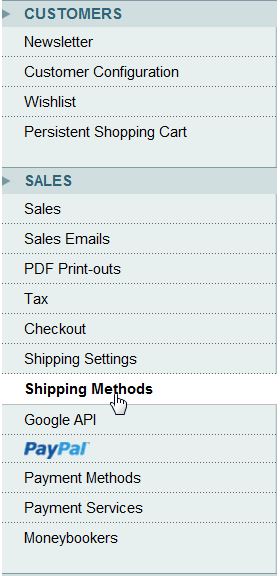 CUSTOMERS
Newsletter
Customer Configuration
Wishlist
Persistent Shopping Cart
SALES
Sales
Sales Emails
PDF Print-outs
Tax
Checkout
Shipping Settings
Shipping Methods
Google API
PayPal
Payment Methods
Payment Services
Moneybookers